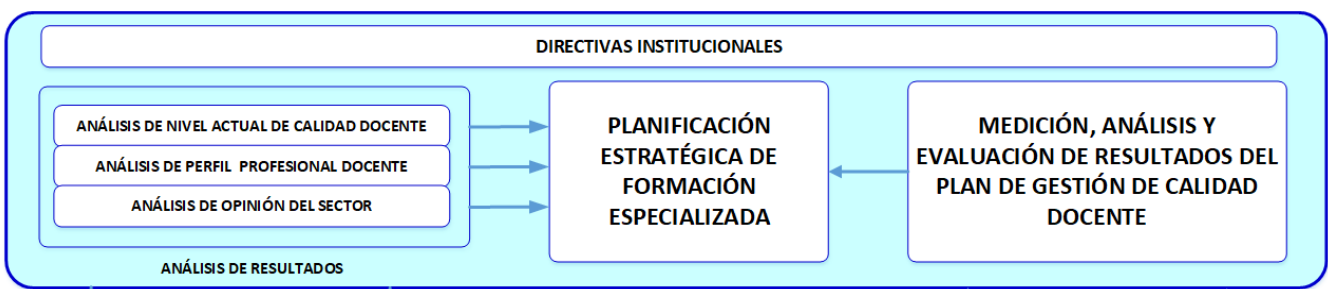 DIRECTIVAS INSTITUCIONALES
ANÁLISIS DE NIVEL ACTUAL DE CALIDAD DOCENTE
ANÁLISIS DE PERFIL PROFESIONAL DOCENTE
ANÁLISIS DE OPINIÓN DEL SECTOR
ANÁLISIS DE RESULTADOS
PLANIFICACIÓN
ESTRATÉGICA DE
FORMACIÓN
ESPECIALIZADA
MEDICIÓN, ANÁLISIS Y
EVALUACIÓN DE RESULTADOS DEL
PLAN DE GESTIÓN DE CALIDAD
DOCENTE